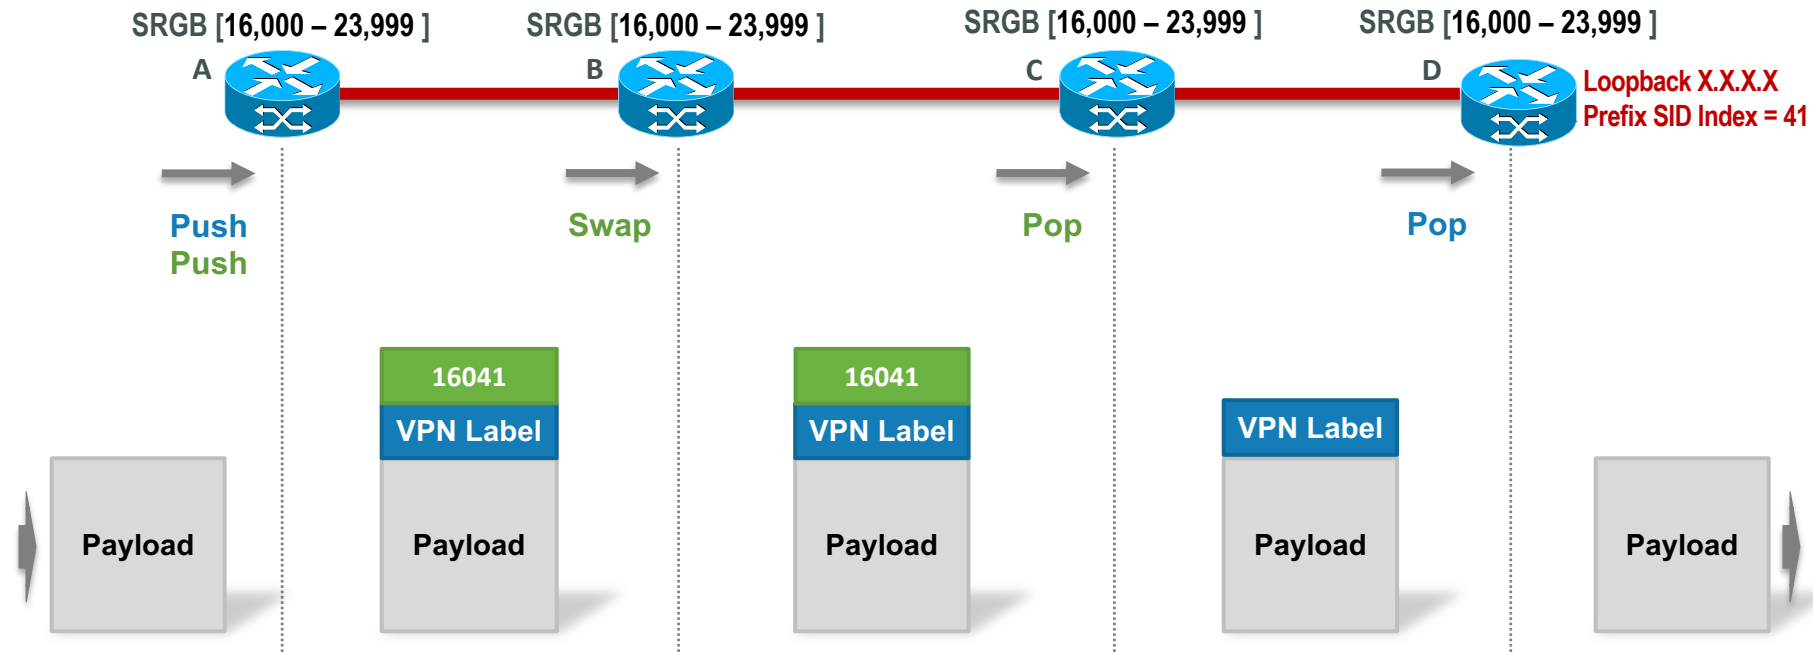 SRGB [16,000 – 23,999 ]
SRGB [16,000 – 23,999 ]
SRGB [16,000 – 23,999 ]
SRGB [16,000 – 23,999 ]
A
B
C
D
Loopback X.X.X.X
Prefix SID Index = 41
Push
Push
Swap
Pop
Pop
16041
VPN Label
16041
VPN Label
VPN Label
Payload
Payload
Payload
Payload
Payload